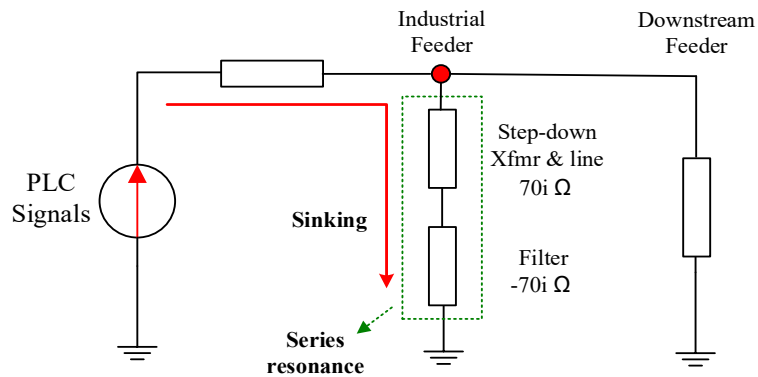 Industrial
Feeder
Downstream
Feeder
Step-down
Xfmr & line
70i Ω
PLC
Signals
Sinking
Filter
-70i Ω
Series
resonance